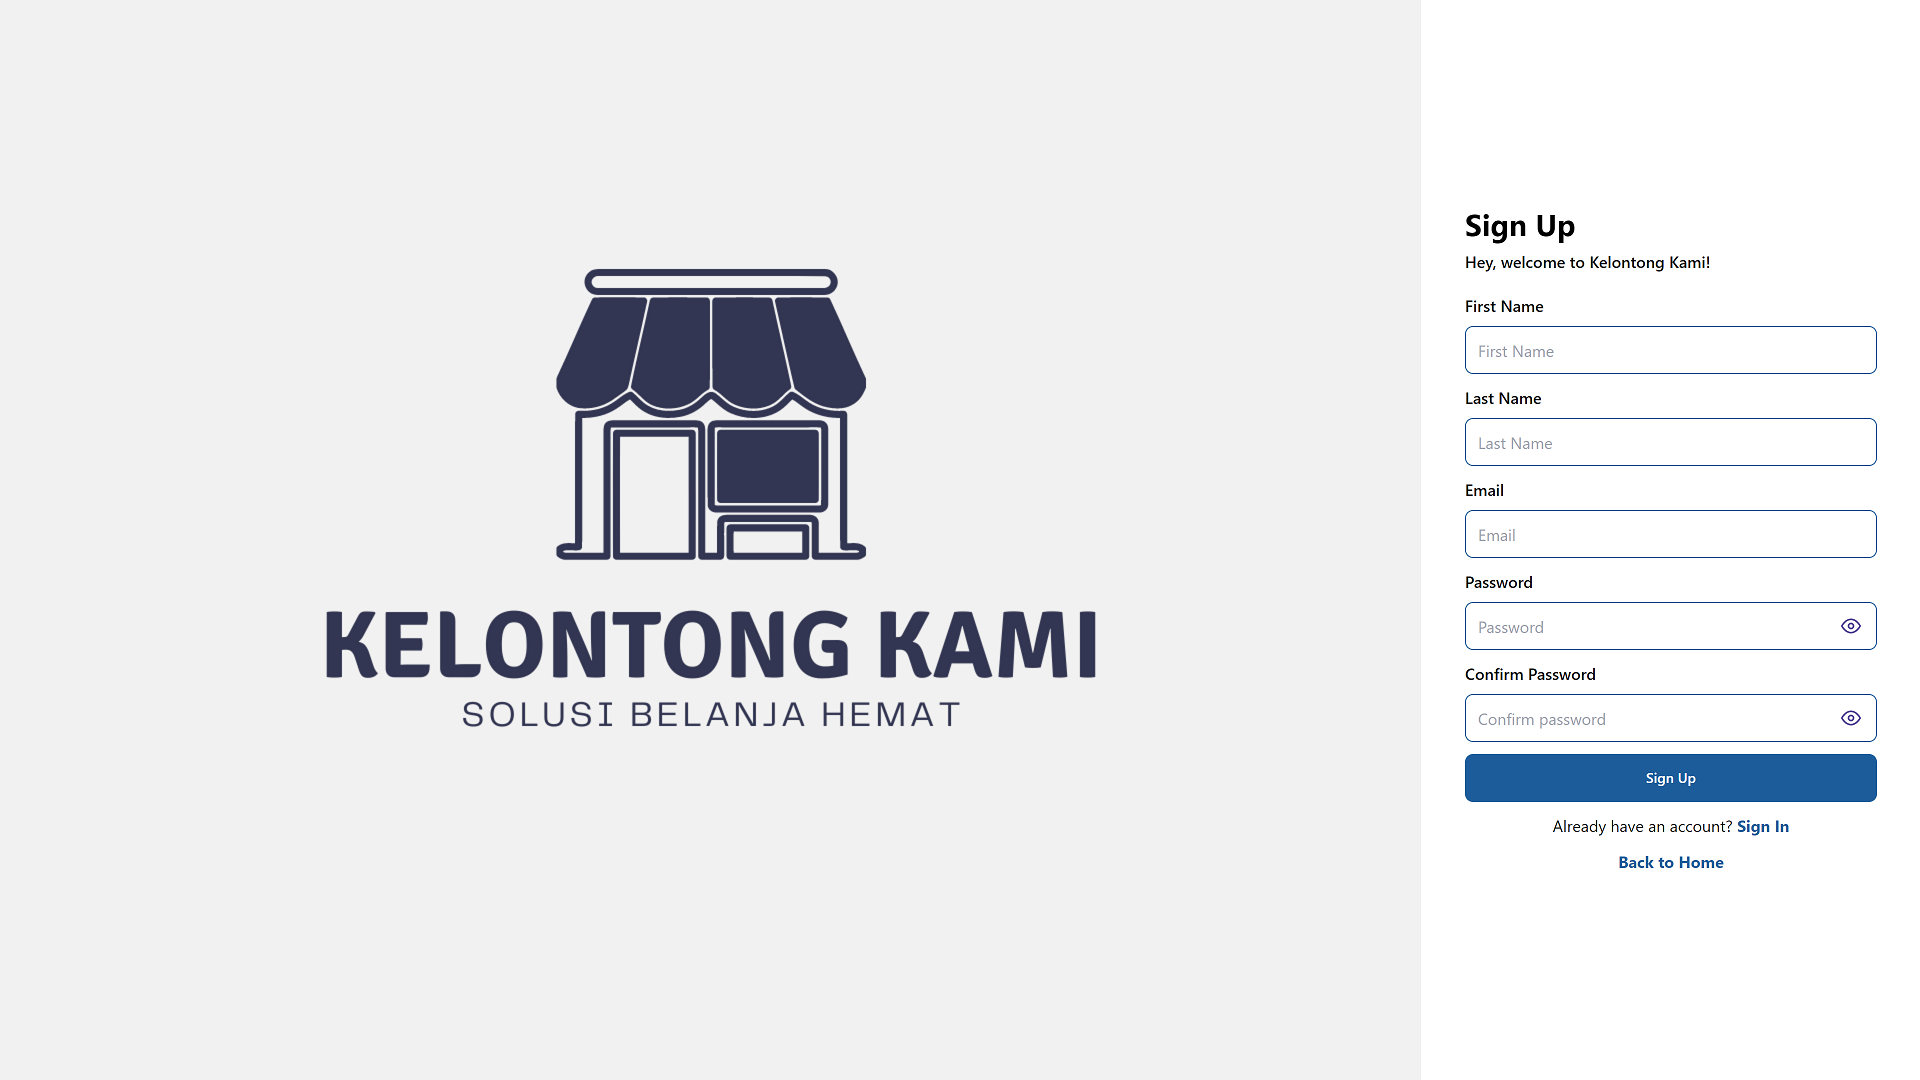 KELONTONG KAMI
SOLUSI BELANJA HEMAT
Sign Up
Hey, welcome to Kelontong Kami!
First Name
First Name
Last Name
Last Name
Email
Email
Password
Password
Confirm Password
Confirm password
Sign Up
Already have an account? Sign In
Back to Home